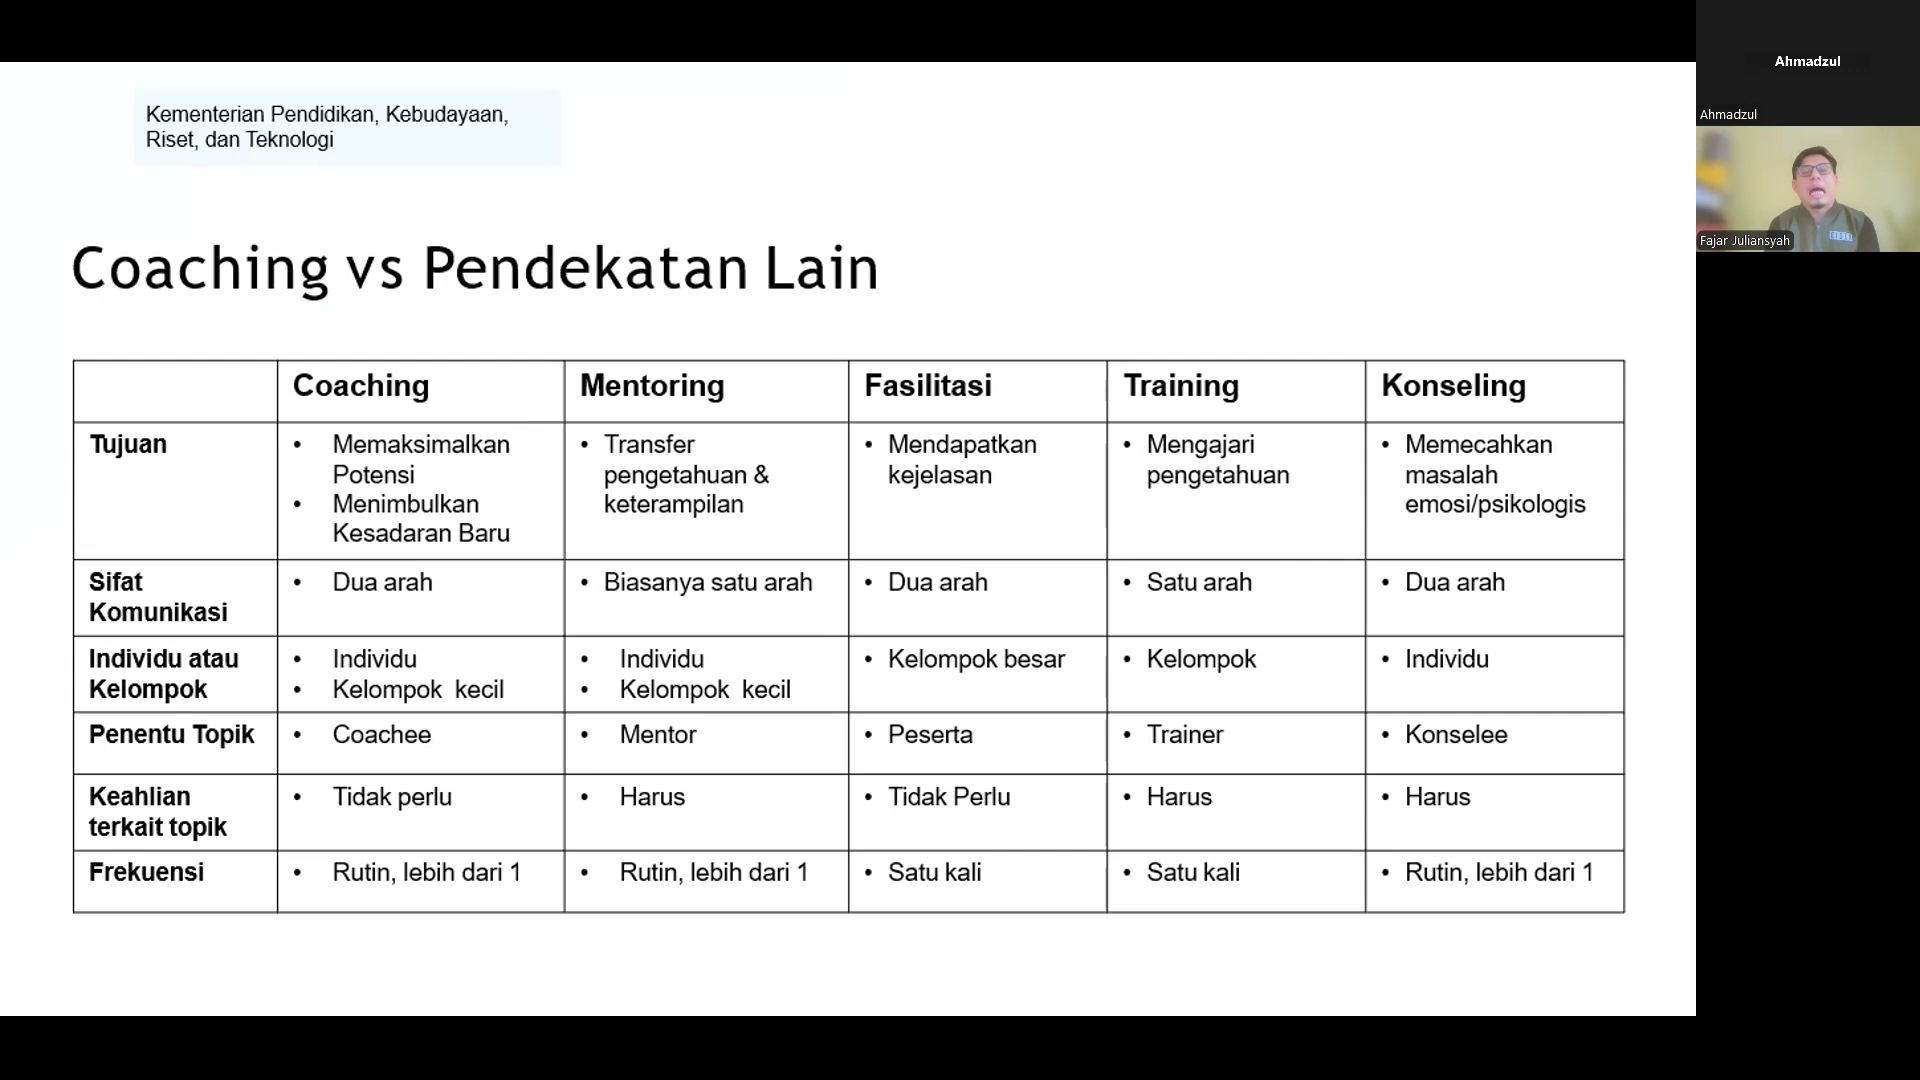 Kementerian Pendidikan, Kebudayaan,
Riset, dan Teknologi
Coaching vs Pendekatan Lain
Coaching
Mentoring
Fasilitasi
Training
Konseling
Tujuan
• Memaksimalkan
Potensi
• Menimbulkan
Kesadaran Baru
• Transfer
pengetahuan &
keterampilan
• Mendapatkan
kejelasan
• Mengajari
pengetahuan
• Memecahkan
masalah
emosi/psikologis
Sifat
Komunikasi
• Dua arah
• Biasanya satu arah
• Dua arah
• Satu arah
• Dua arah
Individu atau
Kelompok
• Individu
• Kelompok kecil
• Individu
• Kelompok kecil
• Kelompok besar
• Kelompok
• Individu
Penentu Topik
• Coachee
• Mentor
• Peserta
• Trainer
• Konselee
Keahlian
terkait topik
• Tidak perlu
• Harus
• Tidak Perlu
• Harus
• Harus
Frekuensi
• Rutin, lebih dari 1
• Rutin, lebih dari 1
• Satu kali
• Satu kali
• Rutin, lebih dari 1
Ahmadzul
Ahmadzul
Fajar Juliansyah